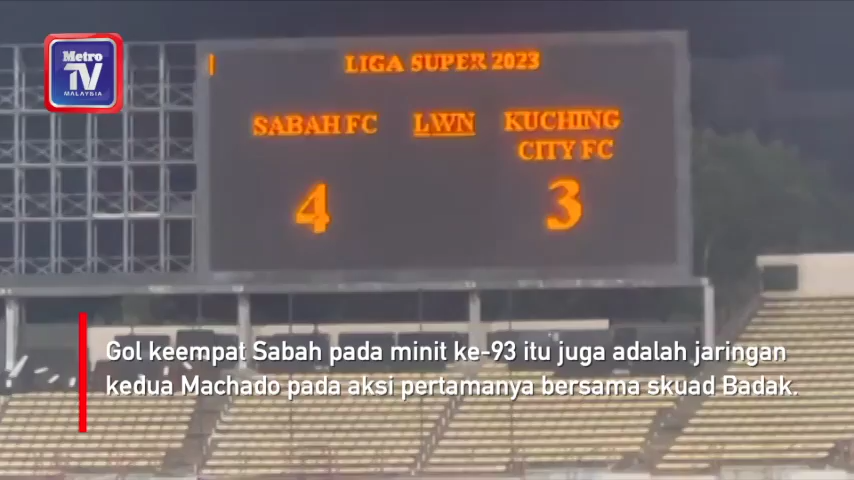 Metro
TV
MALAYSIA
LIGA SUPER 2023
SABAH FC LWN KUCHING
CITY FC
4 3
Gol keempat Sabah pada minit ke-93 itu juga adalah jaringan
kedua Machado pada aksi pertamanya bersama skuad Badak.